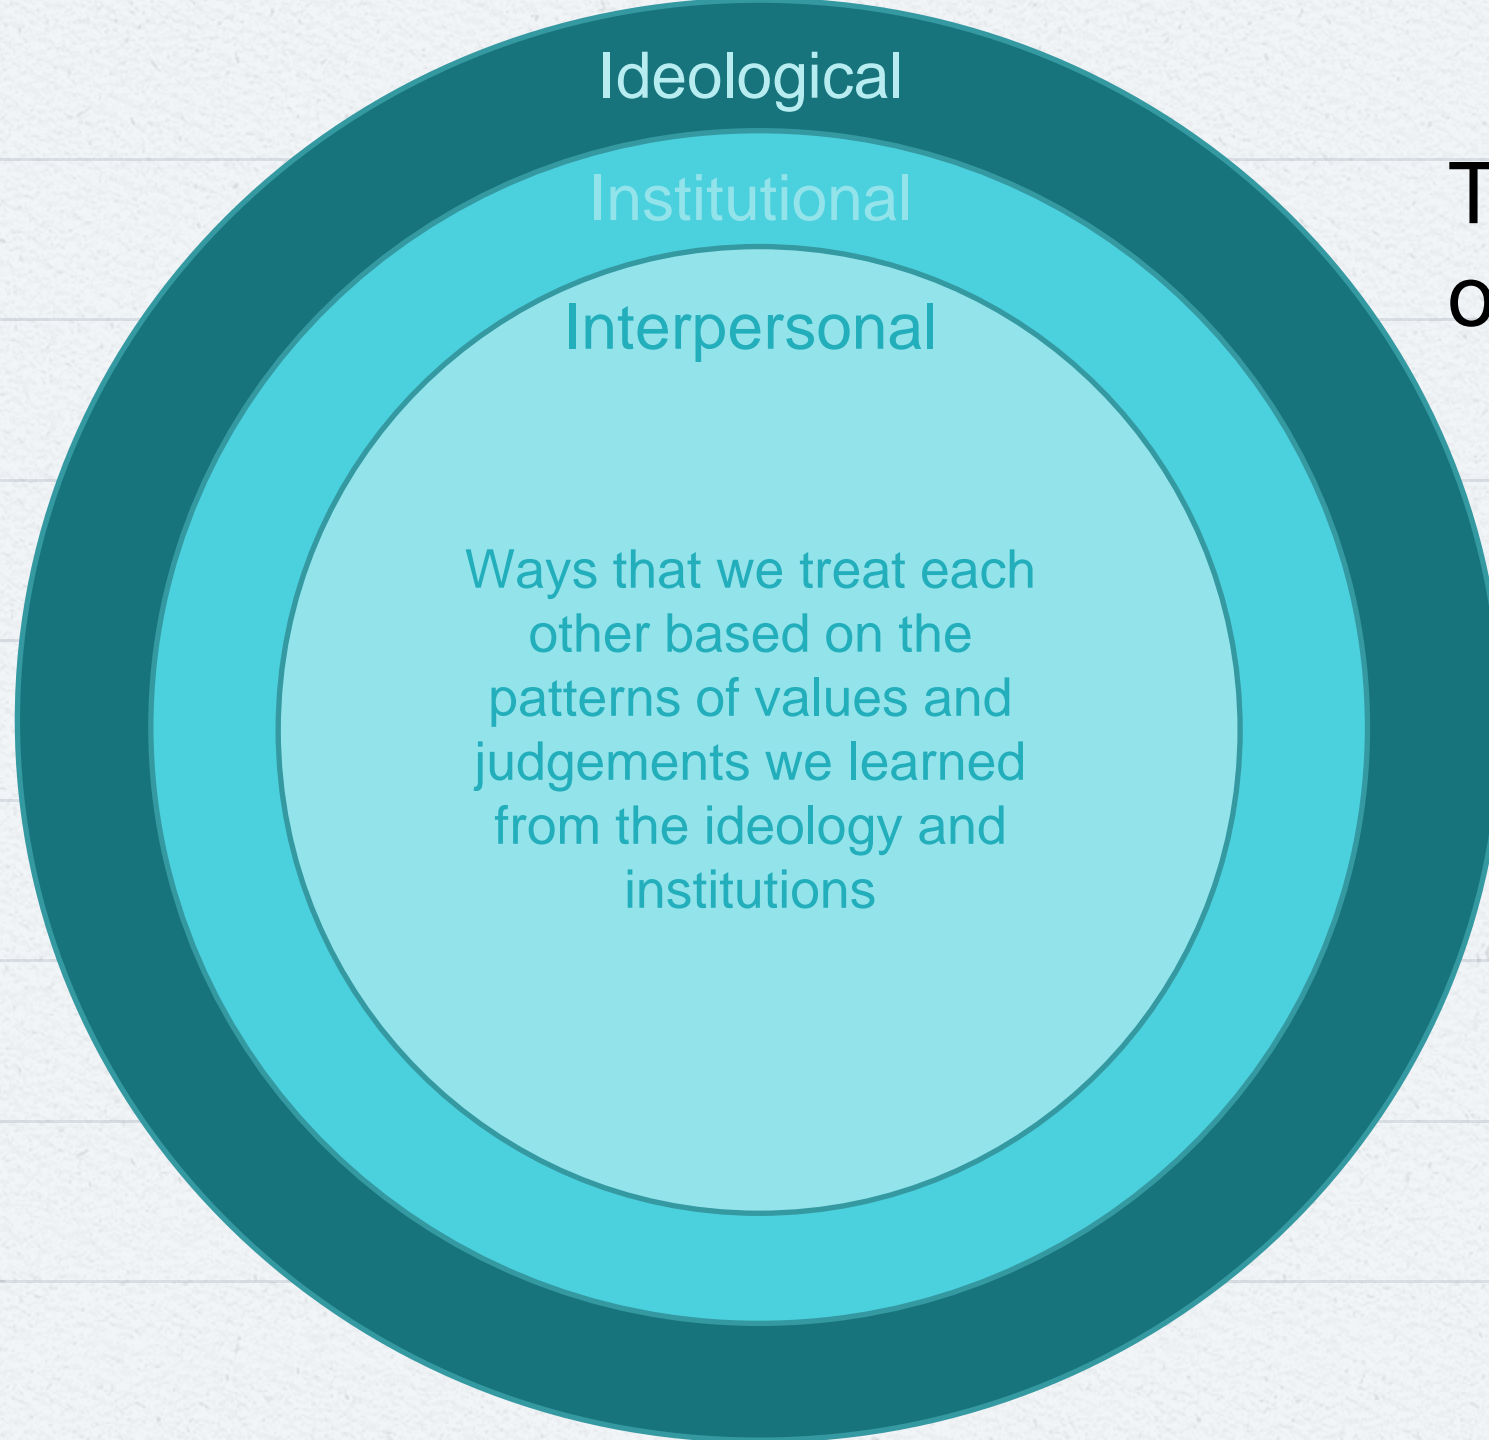 Ideological
Institutional
Interpersonal
Ways that we treat each
other based on the
patterns of values and
judgements we learned
from the ideology and
institutions